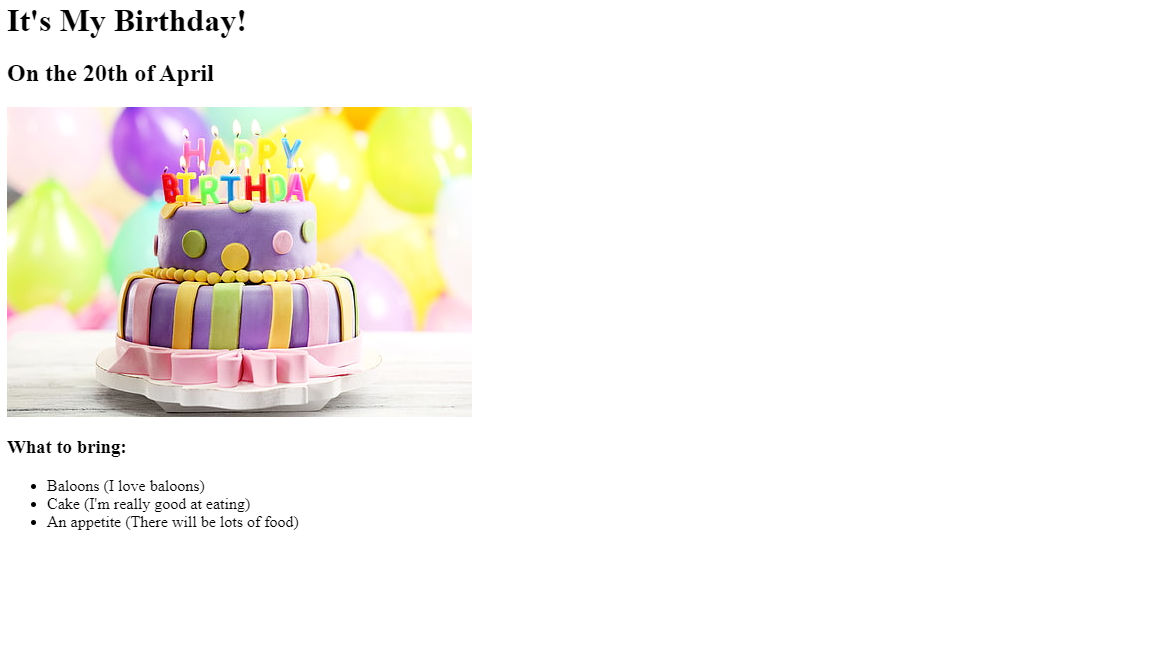 It's My Birthday!
On the 20th of April
HAPPY
BIRTHDAY
What to bring:
Baloons (I love baloons)
Cake (I'm really good at eating)
An appetite (There will be lots of food)